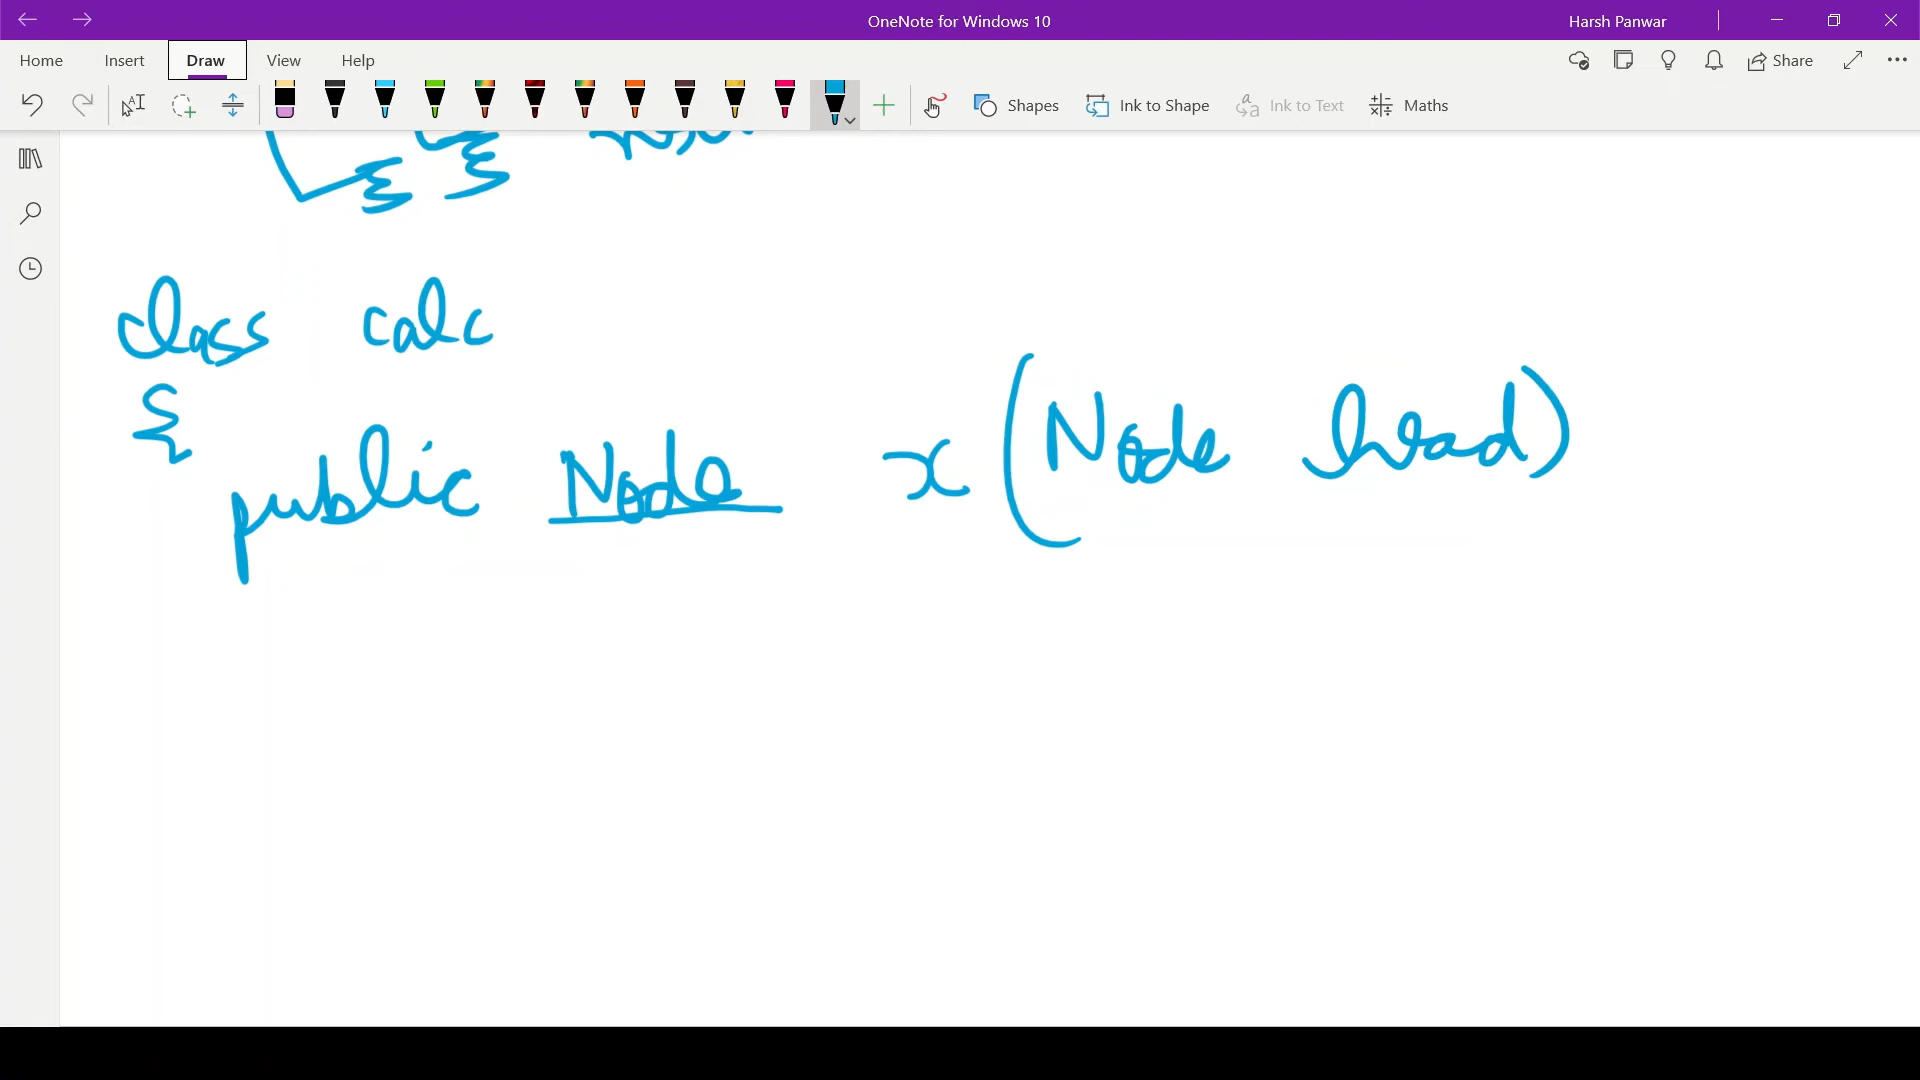 OneNote for Windows 10
Harsh Panwar
Home Insert Draw View Help Share
Shapes Ink to Shape Ink to Text Maths
class calc
{
public Node x (Node head)